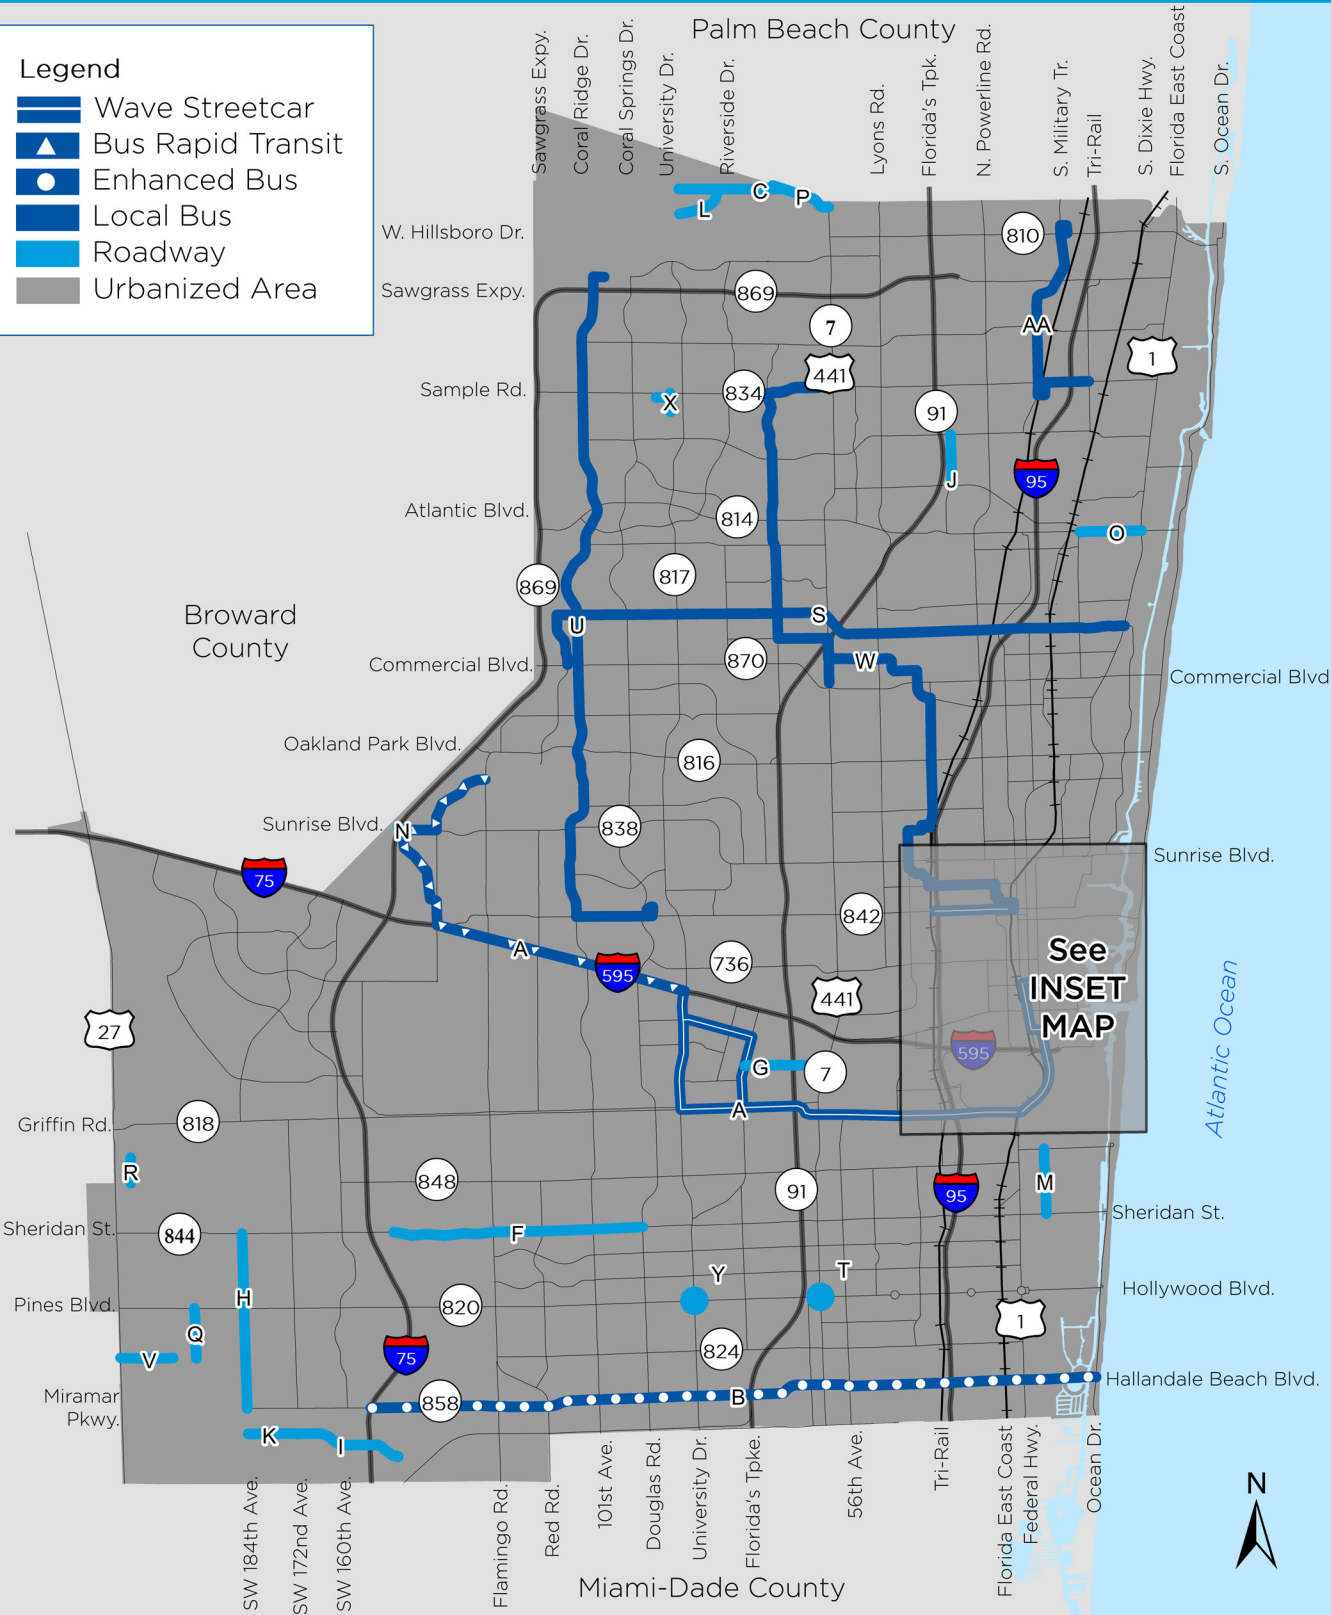 Palm Beach County
Legend
Wave Streetcar
Bus Rapid Transit
Enhanced Bus
Local Bus
Roadway
Urbanized Area
Sawgrass Expy.
Coral Ridge Dr.
Coral Springs Dr.
University Dr.
Riverside Dr.
Lyons Rd.
Florida's Tpk.
N. Powerline Rd.
S. Military Tr.
Tri-Rail
S. Dixie Hwy.
Florida East Coast
S. Ocean Dr.
C
P
L
W. Hillsboro Dr.
810
Sawgrass Expy.
869
7
AA
1
441
Sample Rd.
834
X
91
J
95
Atlantic Blvd.
814
O
869
817
Broward
County
S
U
870
W
Commercial Blvd.
Commercial Blvd
Oakland Park Blvd.
816
Sunrise Blvd.
N
838
Sunrise Blvd.
75
842
A
736
595
441
See
INSET
MAP
27
595
Atlantic Ocean
G
7
A
Griffin Rd.
818
R
848
91
95
M
Sheridan St.
844
F
Sheridan St.
Y
T
H
Hollywood Blvd.
Pines Blvd.
820
1
Q
V
824
75
Miramar
Pkwy.
858
B
Hallandale Beach Blvd.
K
I
SW 184th Ave.
SW 172nd Ave.
SW 160th Ave.
Flamingo Rd.
Red Rd.
101st Ave.
Douglas Rd.
University Dr.
Florida's Tpke.
56th Ave.
Tri-Rail
Florida East Coast
Federal Hwy.
Ocean Dr.
N
Miami-Dade County